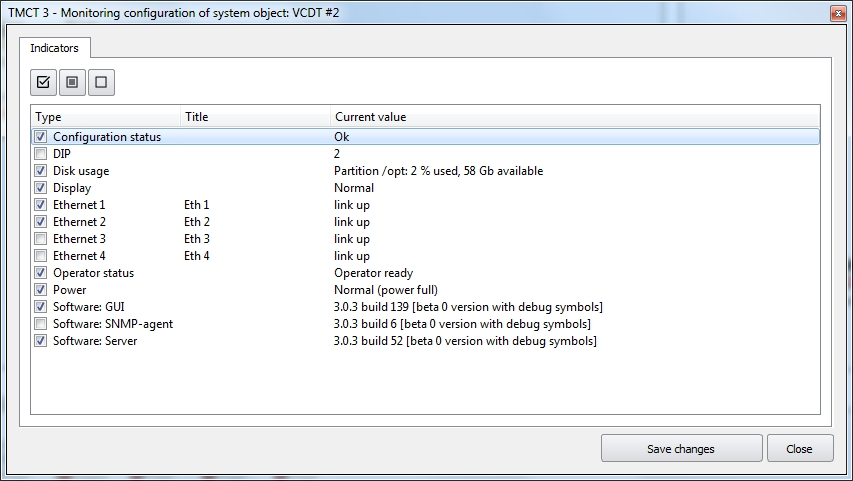 TMCT 3 - Monitoring configuration of system object: VCDT #2
Indicators
Type Title Current value
Configuration status Ok
DIP 2
Disk usage Partition /opt: 2 % used, 58 Gb available
Display Normal
Ethernet 1 Eth 1 link up
Ethernet 2 Eth 2 link up
Ethernet 3 Eth 3 link up
Ethernet 4 Eth 4 link up
Operator status Operator ready
Power Normal (power full)
Software: GUI 3.0.3 build 139 [beta 0 version with debug symbols]
Software: SNMP-agent 3.0.3 build 6 [beta 0 version with debug symbols]
Software: Server 3.0.3 build 52 [beta 0 version with debug symbols]
Save changes Close